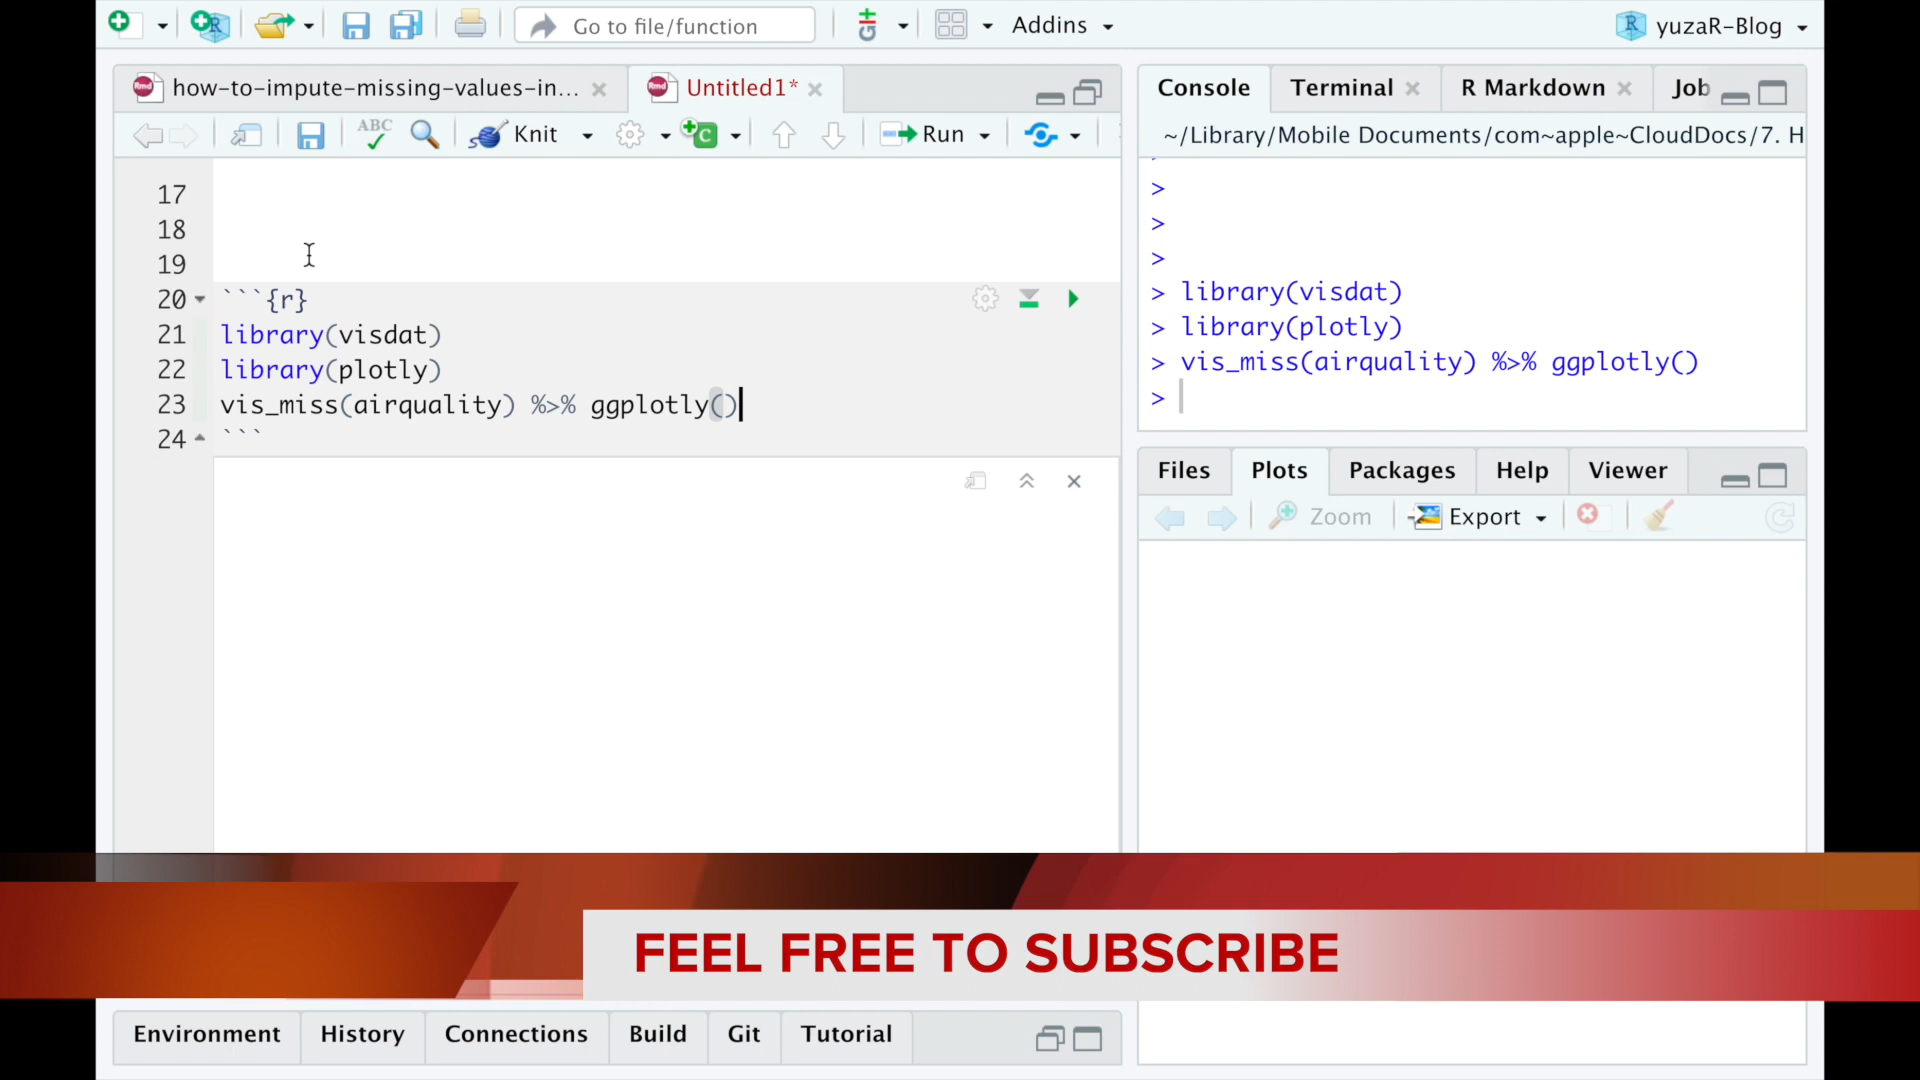 Go to file/function
Addins
yuzaR-Blog
how-to-impute-missing-values-in...
Untitled1*
ABC
Knit
Run
17
18
19
20 ```{r}
21 library(visdat)
22 library(plotly)
23 vis_miss(airquality) %>% ggplotly()
24 ```
Console
Terminal
R Markdown
Job
~/Library/Mobile Documents/com~apple~CloudDocs/7. H
>
>
>
> library(visdat)
> library(plotly)
> vis_miss(airquality) %>% ggplotly()
>
Files
Plots
Packages
Help
Viewer
Zoom
Export
FEEL FREE TO SUBSCRIBE
Environment
History
Connections
Build
Git
Tutorial